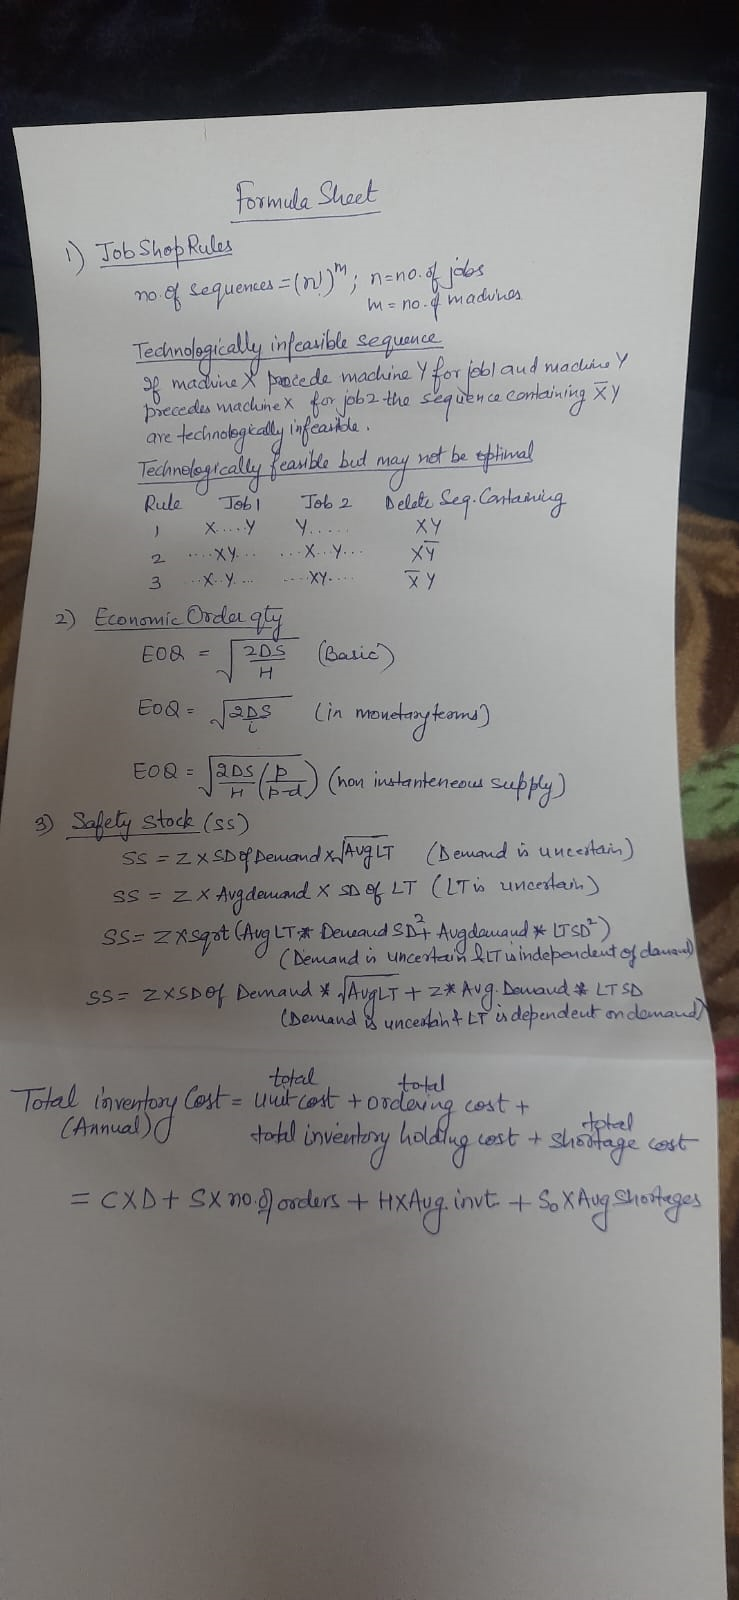 Formula Sheet
1) Job Shop Rules
no. of sequences = (n!)^m; n = no. of jobs
m = no. of machines
Technologically infeasible sequence
If machine X precede machine Y for job1 and machine Y
precedes machine X for job2 the sequence containing X̅Y
are technologically infeasible.
Technologically feasible but may not be optimal
Rule Job 1 Job 2 Delete Seq. Containing
1 X.....Y Y..... XY
2 ....XY... ...X..Y... XY̅
3 ..X..Y... ....XY.... X̅Y
2) Economic Order qty
EOQ = √(2DS/H) (Basic)
EOQ = √(2DS/i) (in monetary terms)
EOQ = √(2DS/H (p/p-d)) (non instanteneous supply)
3) Safety Stock (SS)
SS = Z X SD of Demand X √Avg LT (Demand is uncertain)
SS = Z X Avg demand X SD of LT (LT is uncertain)
SS = Z X sqrt (Avg LT * Demand SD² + Avg demand * LTSD²)
(Demand is uncertain & LT is independent of demand)
SS = Z X SD of Demand * √Avg LT + Z * Avg. Demand * LTSD
(Demand is uncertain & LT is dependent on demand)
total total
Total inventory Cost = unit cost + ordering cost +
(Annual) total inventory holding cost + total shortage cost
= C X D + S X no. of orders + H X Avg. invt. + S₀ X Avg Shortages